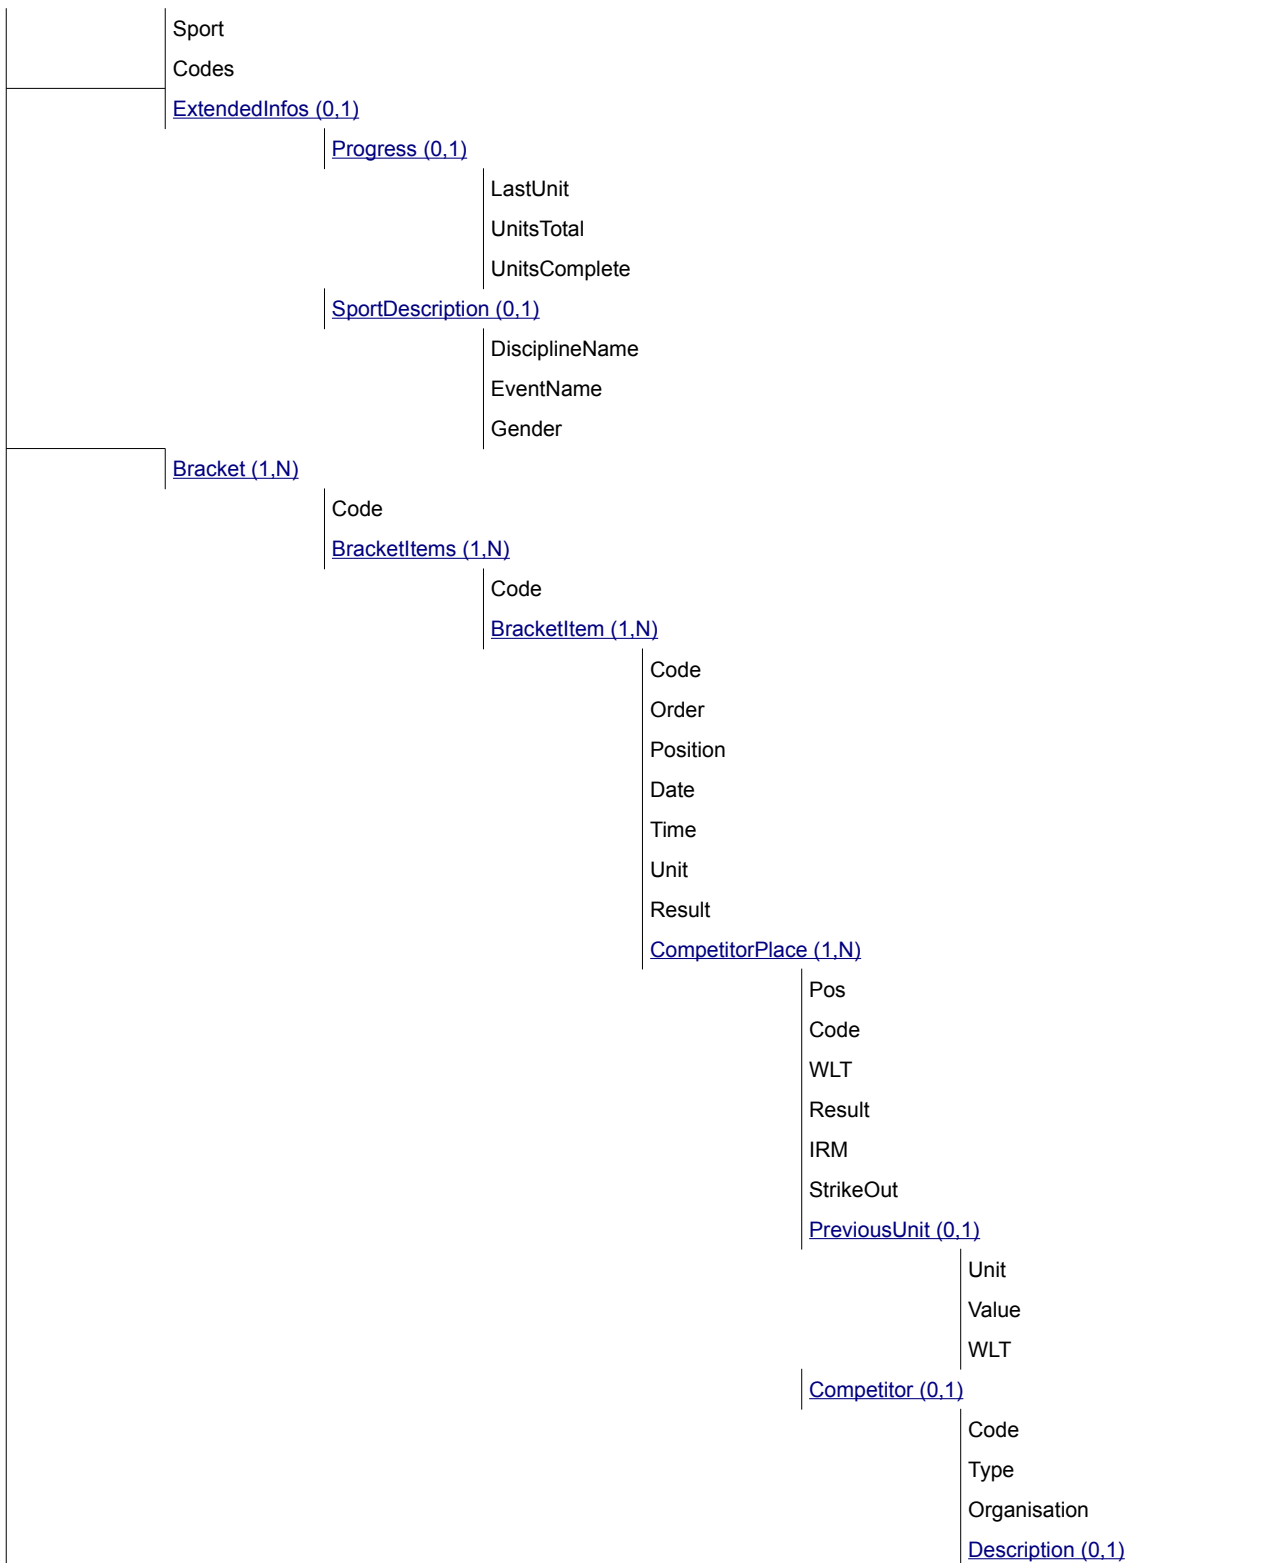 Sport
Codes
ExtendedInfos (0,1)
Progress (0,1)
LastUnit
UnitsTotal
UnitsComplete
SportDescription (0,1)
DisciplineName
EventName
Gender
Bracket (1,N)
Code
BracketItems (1,N)
Code
BracketItem (1,N)
Code
Order
Position
Date
Time
Unit
Result
CompetitorPlace (1,N)
Pos
Code
WLT
Result
IRM
StrikeOut
PreviousUnit (0,1)
Unit
Value
WLT
Competitor (0,1)
Code
Type
Organisation
Description (0,1)